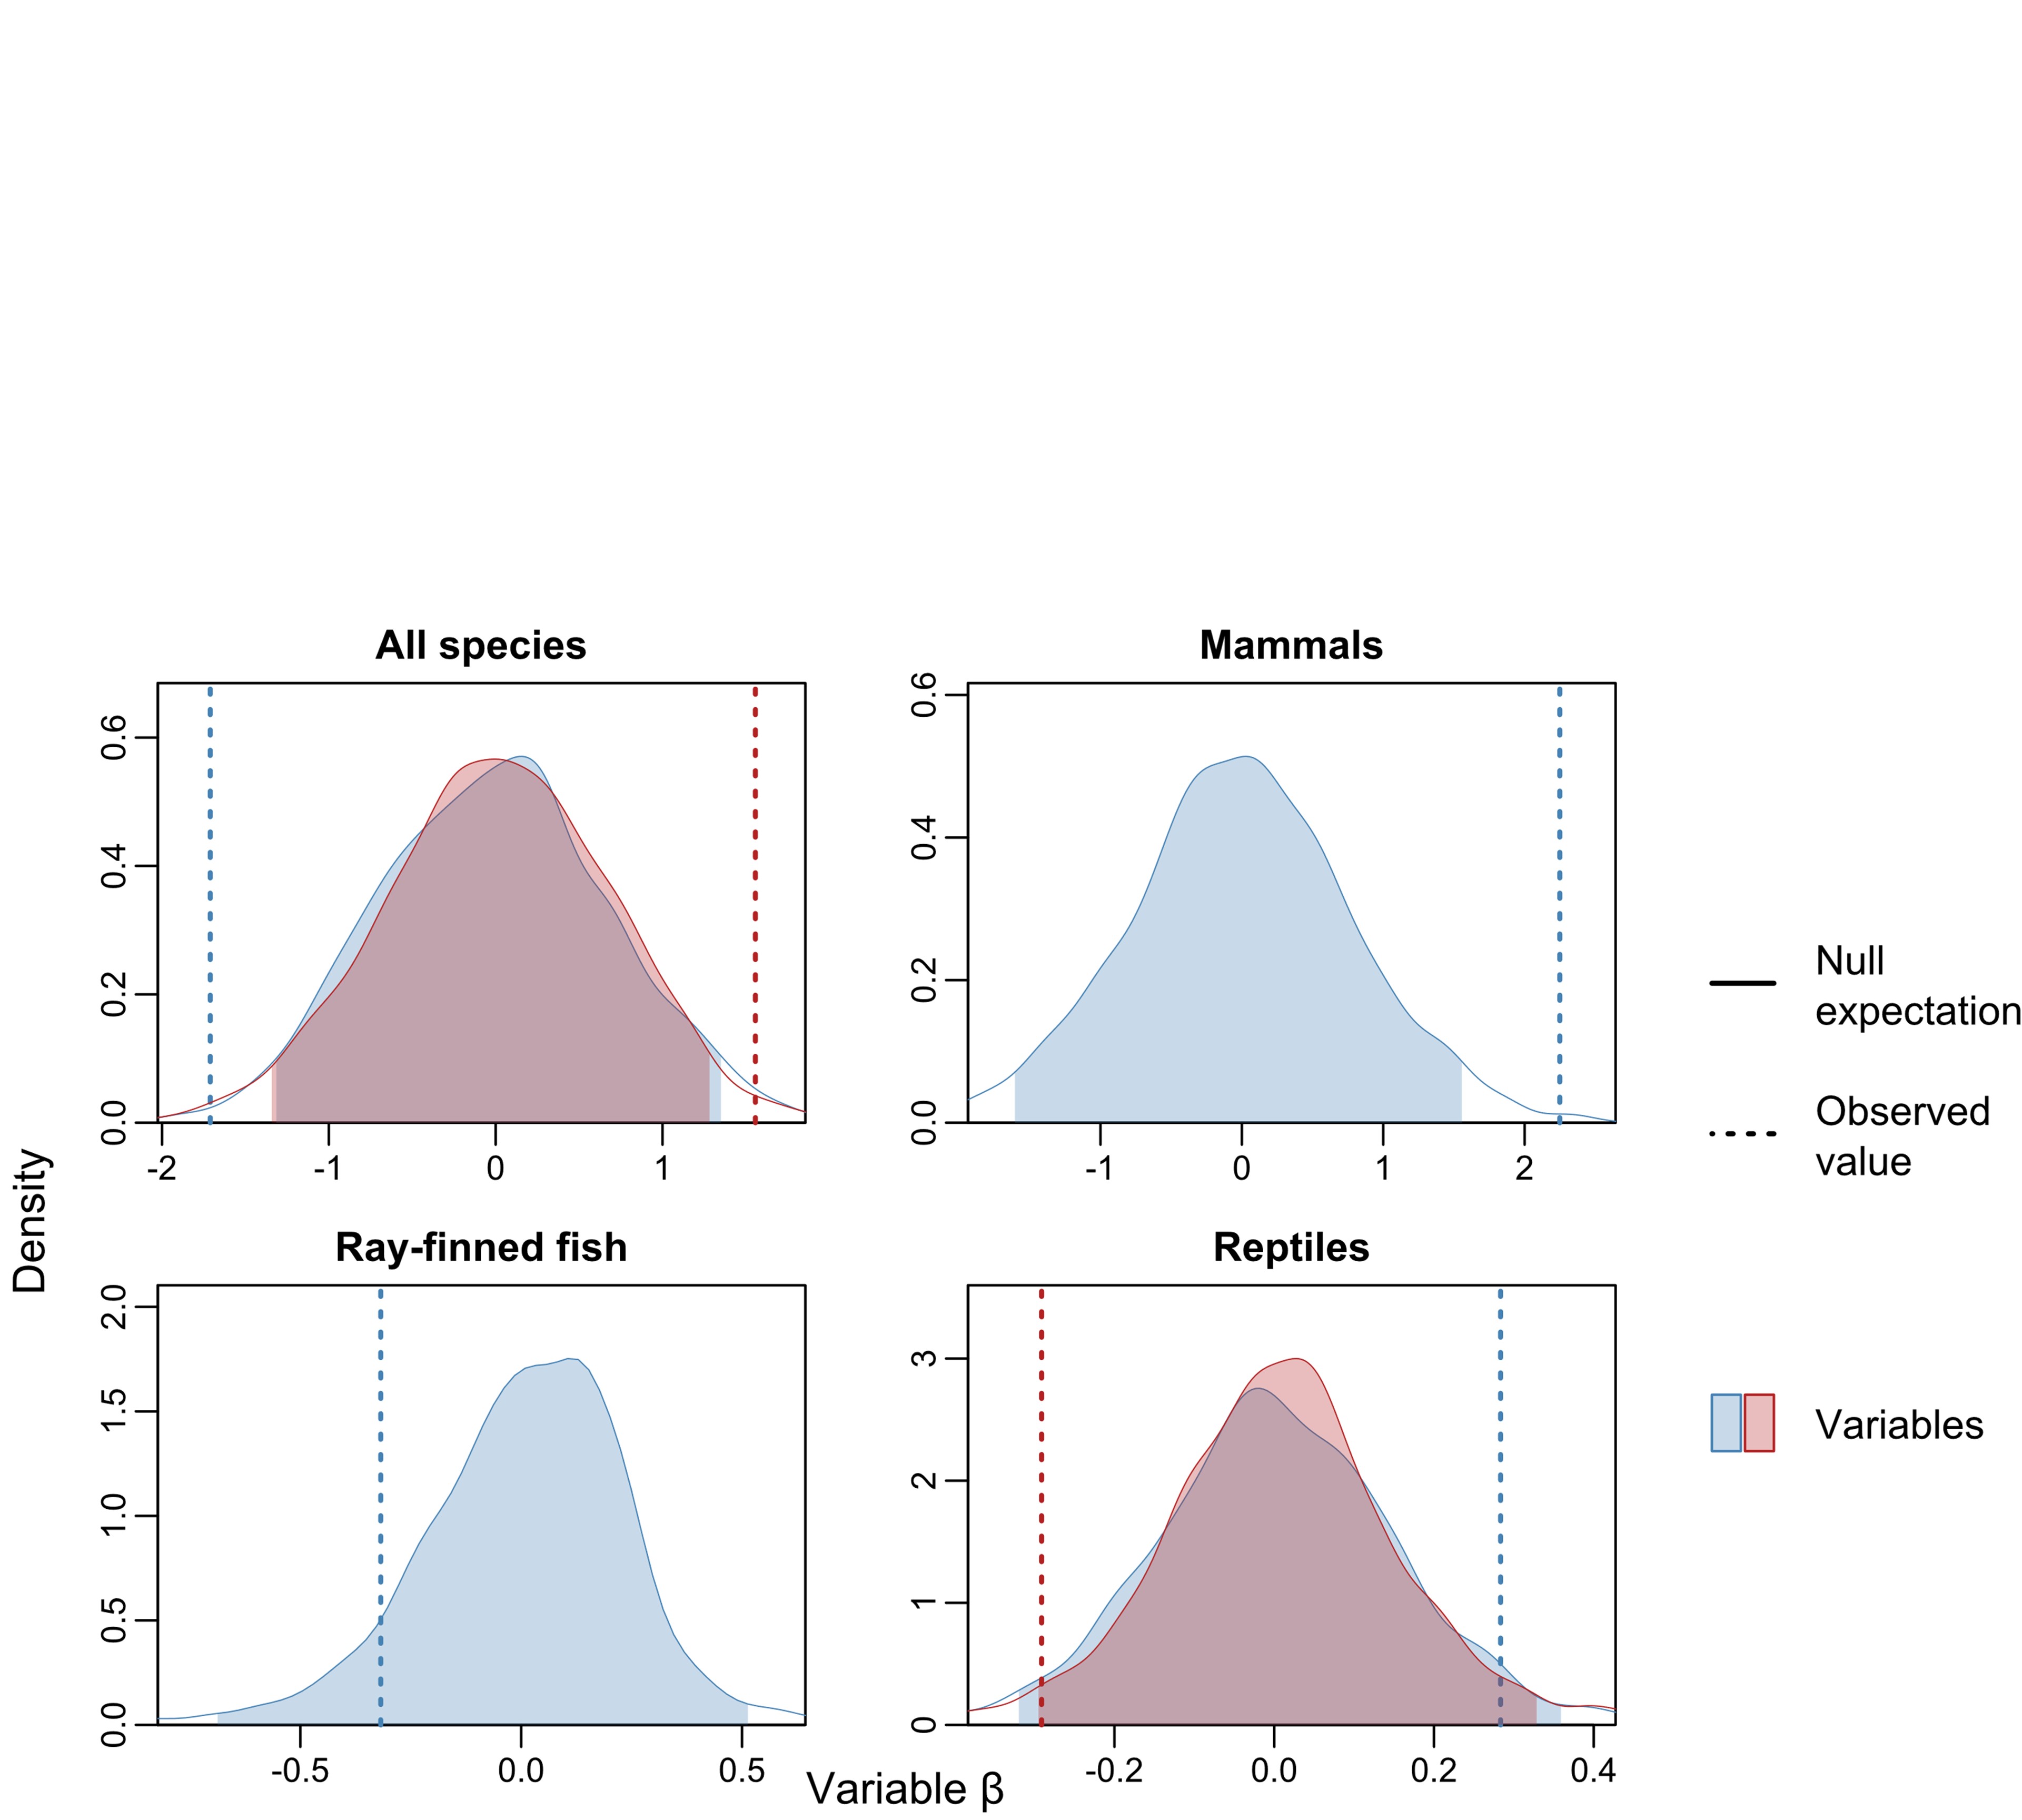 All species
0.0
0.2
0.4
0.6
-2
-1
0
1
Mammals
0.0
0.2
0.4
0.6
-1
0
1
2
Ray-finned fish
0.0
0.5
1.0
1.5
2.0
-0.5
0.0
0.5
Reptiles
0
1
2
3
-0.2
0.0
0.2
0.4
Density
Variable β
Null
expectation
Observed
value
Variables